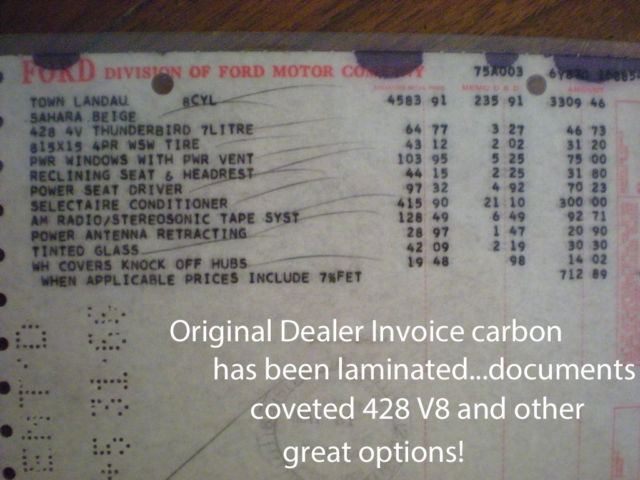 FORD DIVISION OF FORD MOTOR COMPANY 75A003
MEMO D & D AMOUNT
TOWN LANDAU 8CYL 4583 91 235 91 3309 46
SAHARA BEIGE
428 4V THUNDERBIRD 7LITRE 64 77 3 27 46 73
815X15 4PR WSW TIRE 43 12 2 02 31 20
PWR WINDOWS WITH PWR VENT 103 95 5 25 75 00
RECLINING SEAT & HEADREST 44 15 2 25 31 80
POWER SEAT DRIVER 97 32 4 92 70 23
SELECTAIRE CONDITIONER 415 90 21 10 300 00
AM RADIO/STEREOSONIC TAPE SYST 128 49 6 49 92 71
POWER ANTENNA RETRACTING 28 97 1 47 20 90
TINTED GLASS 42 09 2 19 30 30
WH COVERS KNOCK OFF HUBS 19 48 98 14 02
WHEN APPLICABLE PRICES INCLUDE 7%FET 712 89
Original Dealer Invoice carbon
has been laminated...documents
coveted 428 V8 and other
great options!